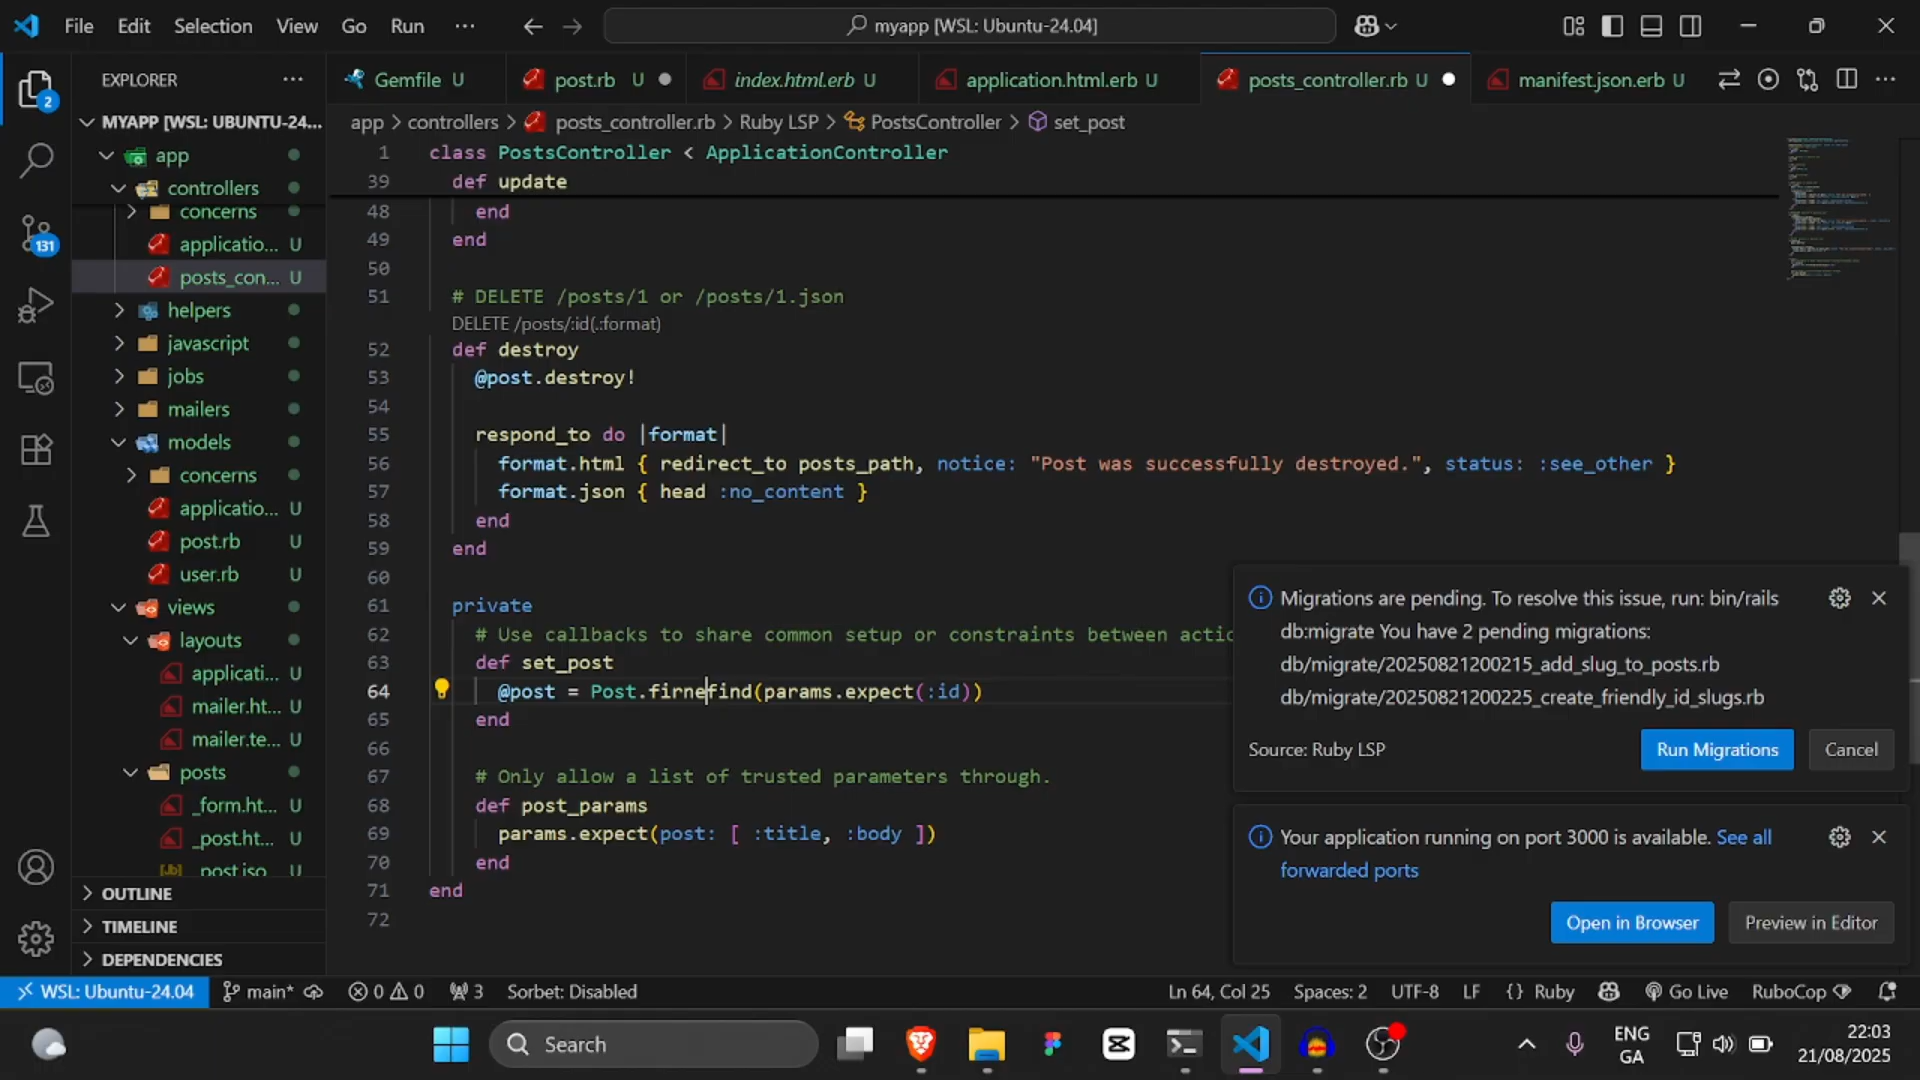 File Edit Selection View Go Run ···
myapp [WSL: Ubuntu-24.04]
EXPLORER
Gemfile U
post.rb U
index.html.erb U
application.html.erb U
posts_controller.rb U
manifest.json.erb U
MYAPP [WSL: UBUNTU-24...
app > controllers > posts_controller.rb > Ruby LSP > PostsController > set_post
app
controllers
concerns
applicatio... U
posts_con... U
helpers
javascript
jobs
mailers
models
concerns
applicatio... U
post.rb U
user.rb U
views
layouts
applicati... U
mailer.ht... U
mailer.te... U
posts
_form.ht... U
_post.ht... U
OUTLINE
TIMELINE
DEPENDENCIES
2
131
1 class PostsController < ApplicationController
39 def update
48 end
49 end
50
51 # DELETE /posts/1 or /posts/1.json
DELETE /posts/:id(.:format)
52 def destroy
53 @post.destroy!
54
55 respond_to do |format|
56 format.html { redirect_to posts_path, notice: "Post was successfully destroyed.", status: :see_other }
57 format.json { head :no_content }
58 end
59 end
60
61 private
62 # Use callbacks to share common setup or constraints between actio
63 def set_post
64 @post = Post.firnefind(params.expect(:id))
65 end
66
67 # Only allow a list of trusted parameters through.
68 def post_params
69 params.expect(post: [ :title, :body ])
70 end
71 end
72
Migrations are pending. To resolve this issue, run: bin/rails
db:migrate You have 2 pending migrations:
db/migrate/20250821200215_add_slug_to_posts.rb
db/migrate/20250821200225_create_friendly_id_slugs.rb
Source: Ruby LSP
Run Migrations
Cancel
Your application running on port 3000 is available. See all
forwarded ports
Open in Browser
Preview in Editor
WSL: Ubuntu-24.04 main* 0 0 3 Sorbet: Disabled
Ln 64, Col 25 Spaces: 2 UTF-8 LF {} Ruby Go Live RuboCop
Search
ENG
GA
22:03
21/08/2025